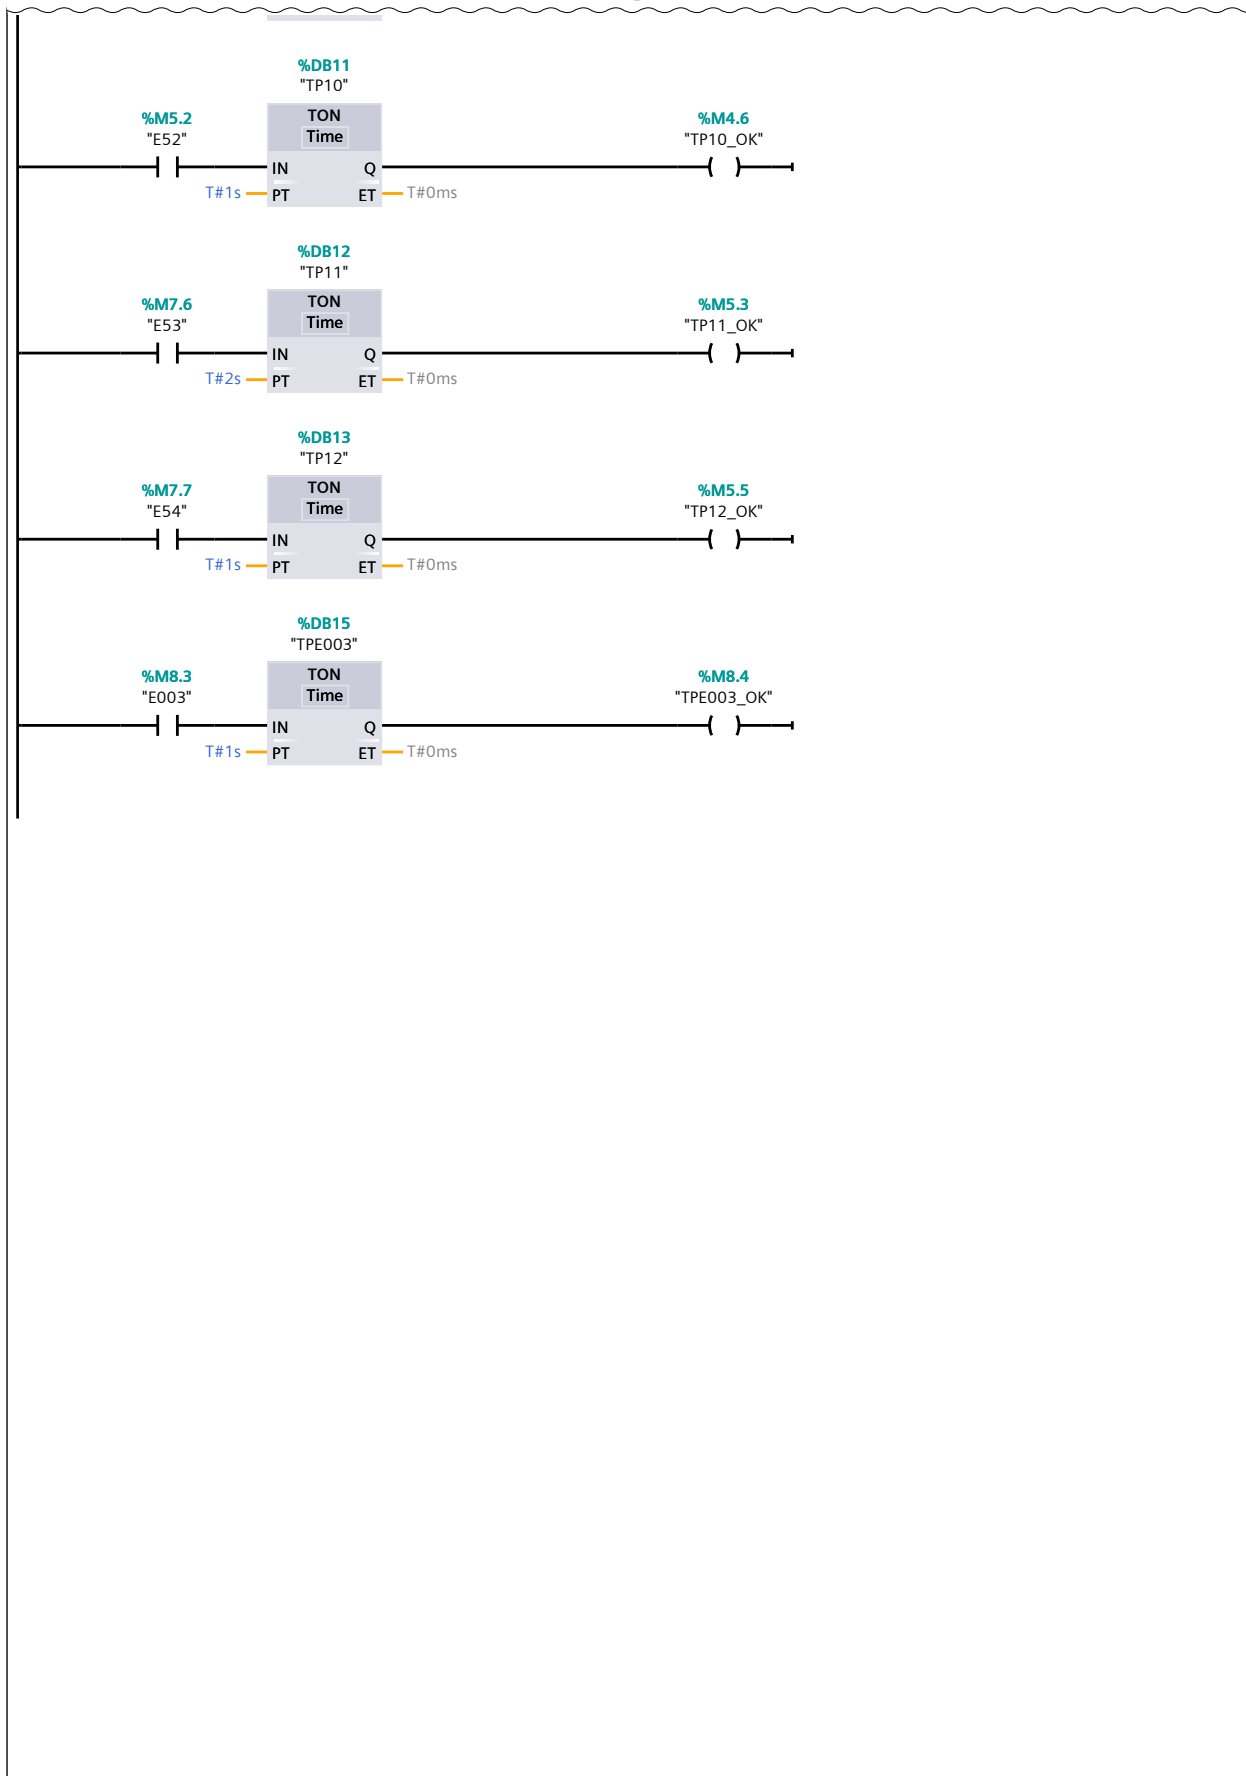 %DB11
"TP10"
TON
Time
%M5.2
"E52"
%M4.6
"TP10_OK"
IN Q
T#1s PT ET T#0ms
%DB12
"TP11"
TON
Time
%M7.6
"E53"
%M5.3
"TP11_OK"
IN Q
T#2s PT ET T#0ms
%DB13
"TP12"
TON
Time
%M7.7
"E54"
%M5.5
"TP12_OK"
IN Q
T#1s PT ET T#0ms
%DB15
"TPE003"
TON
Time
%M8.3
"E003"
%M8.4
"TPE003_OK"
IN Q
T#1s PT ET T#0ms